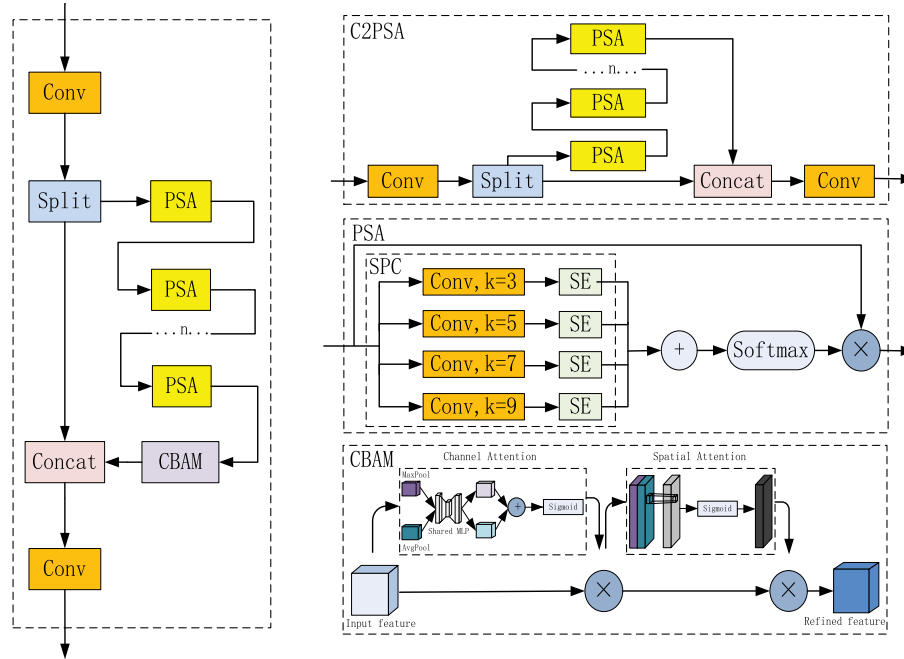 Conv
Split
PSA
PSA
...n...
PSA
Concat
CBAM
Conv
C2PSA
PSA
...n...
PSA
PSA
Conv
Split
Concat
Conv
PSA
SPC
Conv,k=3
SE
Conv,k=5
SE
Conv,k=7
SE
Conv,k=9
SE
+
Softmax
×
CBAM
Channel Attention
Spatial Attention
MaxPool
Shared MLP
AvgPool
+
Sigmoid
Sigmoid
×
×
Input feature
Refined feature